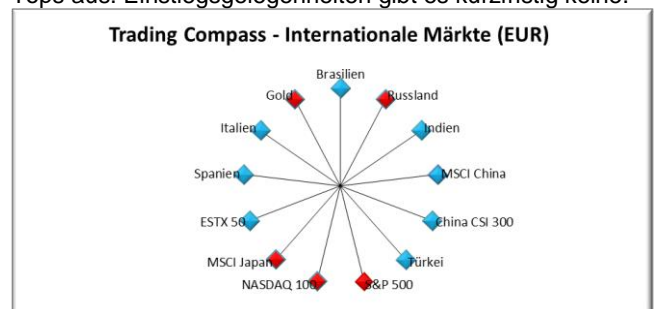 Tops aus. Einstiegsgelegenheiten gibt es kurzfristig keine.
Trading Compass - Internationale Märkte (EUR)
Brasilien
Gold
Russland
Italien
Indien
Spanien
MSCI China
ESTX 50
China CSI 300
MSCI Japan
Türkei
NASDAQ 100
S&P 500